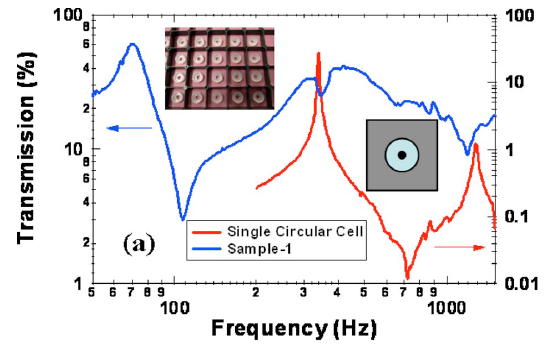 Transmission (%)
100
8
6
4
2
10
8
6
4
2
1
100
10
1
0.1
0.01
(a)
Single Circular Cell
Sample-1
5 6 7 8 9 100 2 3 4 5 6 7 8 9 1000
Frequency (Hz)